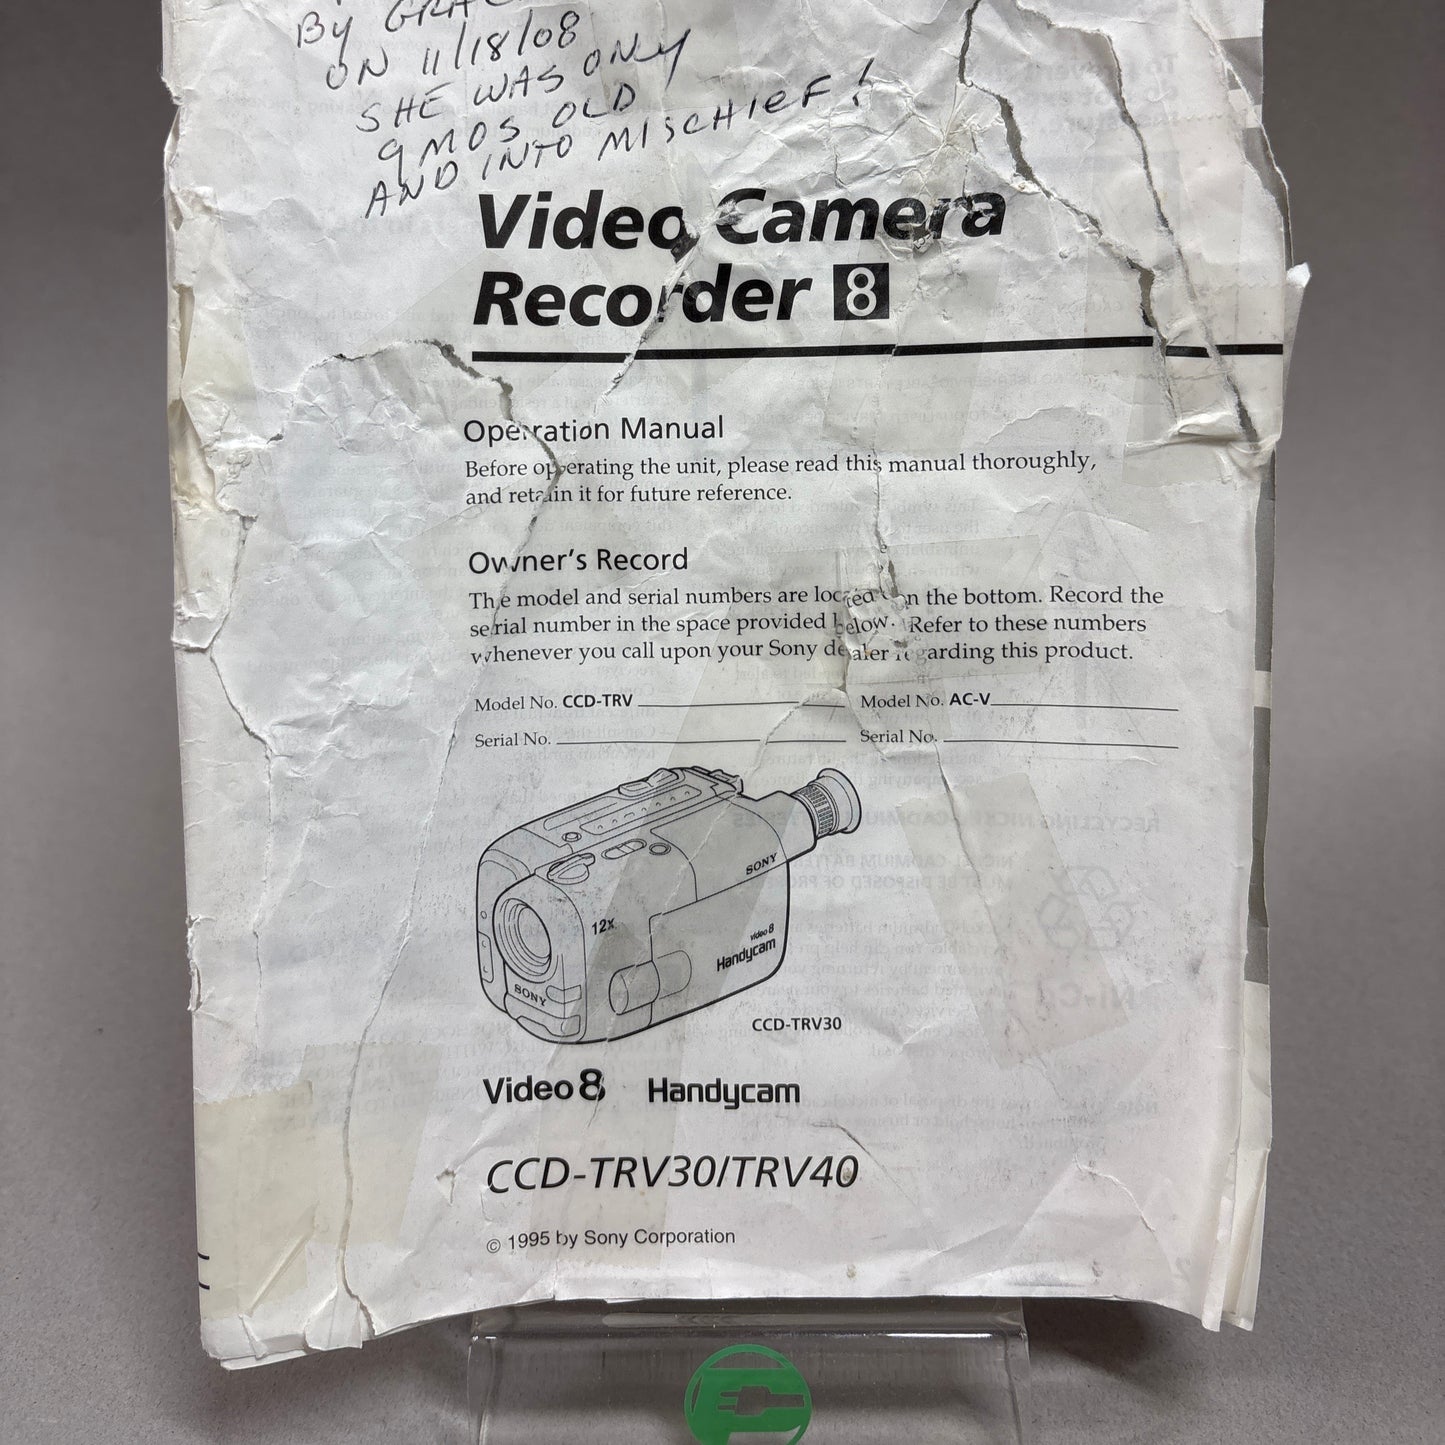 By
ON 11/18/08
SHE WAS ONLY
9 MOS OLD
AND INTO MISCHIEF!
Video Camera
Recorder 8
Operation Manual
Before operating the unit, please read this manual thoroughly,
and retain it for future reference.
Owner's Record
The model and serial numbers are located on the bottom. Record the
serial number in the space provided below. Refer to these numbers
whenever you call upon your Sony dealer regarding this product.
Model No. CCD-TRV Model No. AC-V
Serial No. Serial No.
SONY
12x
video 8
Handycam
SONY
CCD-TRV30
Video 8 Handycam
CCD-TRV30/TRV40
© 1995 by Sony Corporation